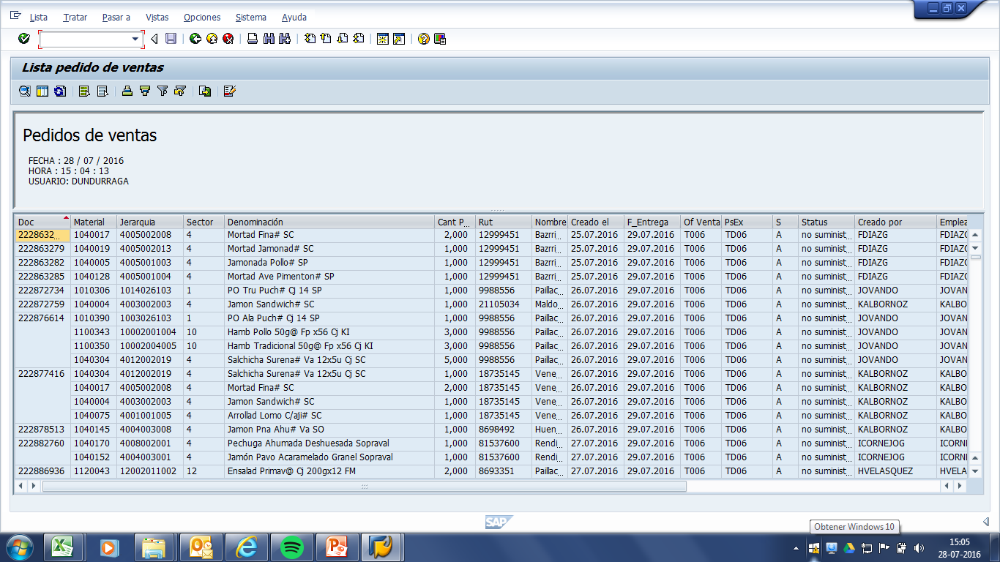 Lista Tratar Pasar a Vistas Opciones Sistema Ayuda
Lista pedido de ventas
Pedidos de ventas
FECHA : 28 / 07 / 2016
HORA : 15 : 04 : 13
USUARIO: DUNDURRAGA
Doc Material Jerarquia Sector Denominación Cant P... Rut Nombre Creado el F_Entrega Of Venta PsEx S Status Creado por Emplea
2228632... 1040017 4005002008 4 Mortad Fina# SC 2,000 12999451 Bazrri... 25.07.2016 29.07.2016 T006 TD06 A no suminist... FDIAZG FDIAZG
222863279 1040019 4005002013 4 Mortad Jamonad# SC 1,000 12999451 Bazrri... 25.07.2016 29.07.2016 T006 TD06 A no suminist... FDIAZG FDIAZG
222863282 1040005 4005001003 4 Jamonada Pollo# SP 1,000 12999451 Bazrri... 25.07.2016 29.07.2016 T006 TD06 A no suminist... FDIAZG FDIAZG
222863285 1040128 4005001004 4 Mortad Ave Pimenton# SP 1,000 12999451 Bazrri... 25.07.2016 29.07.2016 T006 TD06 A no suminist... FDIAZG FDIAZG
222872734 1010306 1014026103 1 PO Tru Puch# Cj 14 SP 1,000 9988556 Paillac... 26.07.2016 29.07.2016 T006 TD06 A no suminist... JOVANDO JOVAN
222872759 1040004 4003002003 4 Jamon Sandwich# SC 1,000 21105034 Maldo... 26.07.2016 29.07.2016 T006 TD06 A no suminist... KALBORNOZ KALBO
222876614 1010390 1003026103 1 PO Ala Puch# Cj 14 SP 1,000 9988556 Paillac... 26.07.2016 29.07.2016 T006 TD06 A no suminist... JOVANDO JOVAN
1100343 10002001004 10 Hamb Pollo 50g@ Fp x56 Cj KI 3,000 9988556 Paillac... 26.07.2016 29.07.2016 T006 TD06 A no suminist... JOVANDO JOVAN
1100350 10002004005 10 Hamb Tradicional 50g@ Fp x56 Cj KI 3,000 9988556 Paillac... 26.07.2016 29.07.2016 T006 TD06 A no suminist... JOVANDO JOVAN
1040304 4012002019 4 Salchicha Surena# Va 12x5u Cj SC 5,000 9988556 Paillac... 26.07.2016 29.07.2016 T006 TD06 A no suminist... JOVANDO JOVAN
222877416 1040304 4012002019 4 Salchicha Surena# Va 12x5u Cj SC 1,000 18735145 Vene... 26.07.2016 29.07.2016 T006 TD06 A no suminist... KALBORNOZ KALBO
1040017 4005002008 4 Mortad Fina# SC 2,000 18735145 Vene... 26.07.2016 29.07.2016 T006 TD06 A no suminist... KALBORNOZ KALBO
1040004 4003002003 4 Jamon Sandwich# SC 1,000 18735145 Vene... 26.07.2016 29.07.2016 T006 TD06 A no suminist... KALBORNOZ KALBO
1040075 4001001005 4 Arrollad Lomo C/aji# SC 1,000 18735145 Vene... 26.07.2016 29.07.2016 T006 TD06 A no suminist... KALBORNOZ KALBO
222878513 1040145 4004003008 4 Jamon Pna Ahu# Va SO 1,000 8698492 Huen... 26.07.2016 29.07.2016 T006 TD06 A no suminist... KALBORNOZ KALBO
222882760 1040170 4008002001 4 Pechuga Ahumada Deshuesada Sopraval 1,000 81537600 Rendi... 27.07.2016 29.07.2016 T006 TD06 A no suminist... ICORNEJOG ICORN
1040152 4004003001 4 Jamón Pavo Acaramelado Granel Sopraval 1,000 81537600 Rendi... 27.07.2016 29.07.2016 T006 TD06 A no suminist... ICORNEJOG ICORN
222886936 1120043 12002011002 12 Ensalad Primav@ Cj 200gx12 FM 2,000 8693351 Paillac... 27.07.2016 29.07.2016 T006 TD06 A no suminist... HVELASQUEZ HVELA
SAP
Obtener Windows 10
15:05
28-07-2016